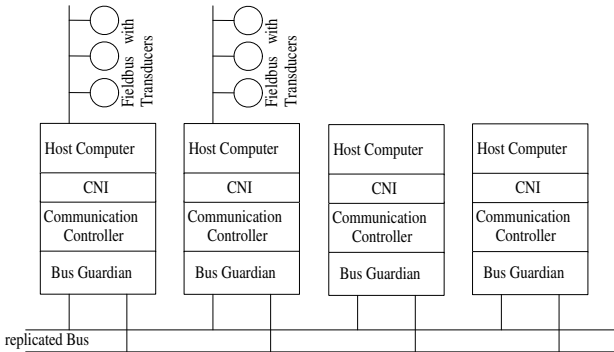 Fieldbus with
Transducers
Fieldbus with
Transducers
Host Computer
CNI
Communication
Controller
Bus Guardian
Host Computer
CNI
Communication
Controller
Bus Guardian
Host Computer
CNI
Communication
Controller
Bus Guardian
Host Computer
CNI
Communication
Controller
Bus Guardian
replicated Bus